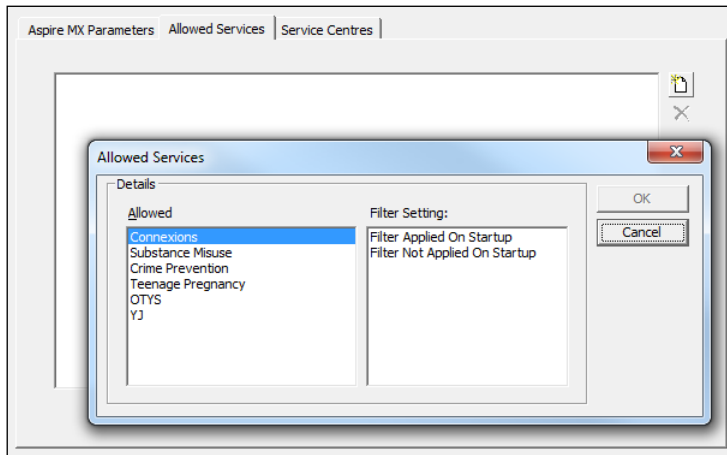 Aspire MX Parameters Allowed Services Service Centres
Allowed Services
Details
Allowed Filter Setting:
OK
Connexions Filter Applied On Startup
Cancel
Substance Misuse Filter Not Applied On Startup
Crime Prevention
Teenage Pregnancy
OTYS
YJ